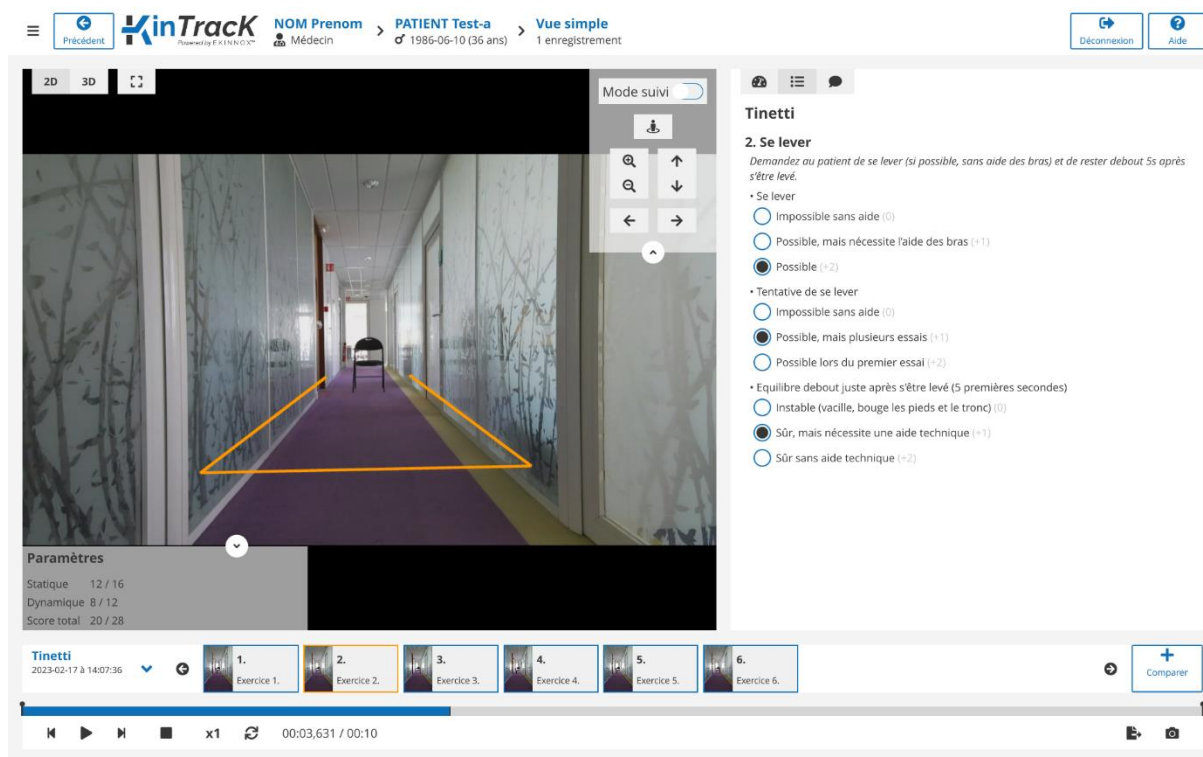 Précédent
KinTrack
Powered by EKINNOX™
NOM Prenom
Médecin
PATIENT Test-a
1986-06-10 (36 ans)
Vue simple
1 enregistrement
Déconnexion
Aide
2D 3D
Mode suivi
Tinetti
2. Se lever
Demandez au patient de se lever (si possible, sans aide des bras) et de rester debout 5s après
s'être levé.
• Se lever
Impossible sans aide (0)
Possible, mais nécessite l'aide des bras (+1)
Possible (+2)
• Tentative de se lever
Impossible sans aide (0)
Possible, mais plusieurs essais (+1)
Possible lors du premier essai (+2)
• Equilibre debout juste après s'être levé (5 premières secondes)
Instable (vacille, bouge les pieds et le tronc) (0)
Sûr, mais nécessite une aide technique (+1)
Sûr sans aide technique (+2)
Paramètres
Statique 12 / 16
Dynamique 8 / 12
Score total 20 / 28
Tinetti
2023-02-17 à 14:07:36
1.
Exercice 1.
2.
Exercice 2.
3.
Exercice 3.
4.
Exercice 4.
5.
Exercice 5.
6.
Exercice 6.
Comparer
x1
00:03,631 / 00:10